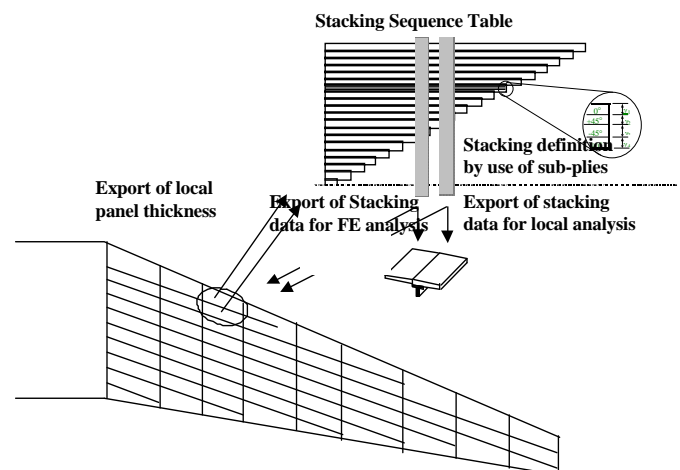 Stacking Sequence Table
0°
+45°
-45°
Stacking definition
by use of sub-plies
Export of local
panel thickness
Export of Stacking
data for FE analysis
Export of stacking
data for local analysis